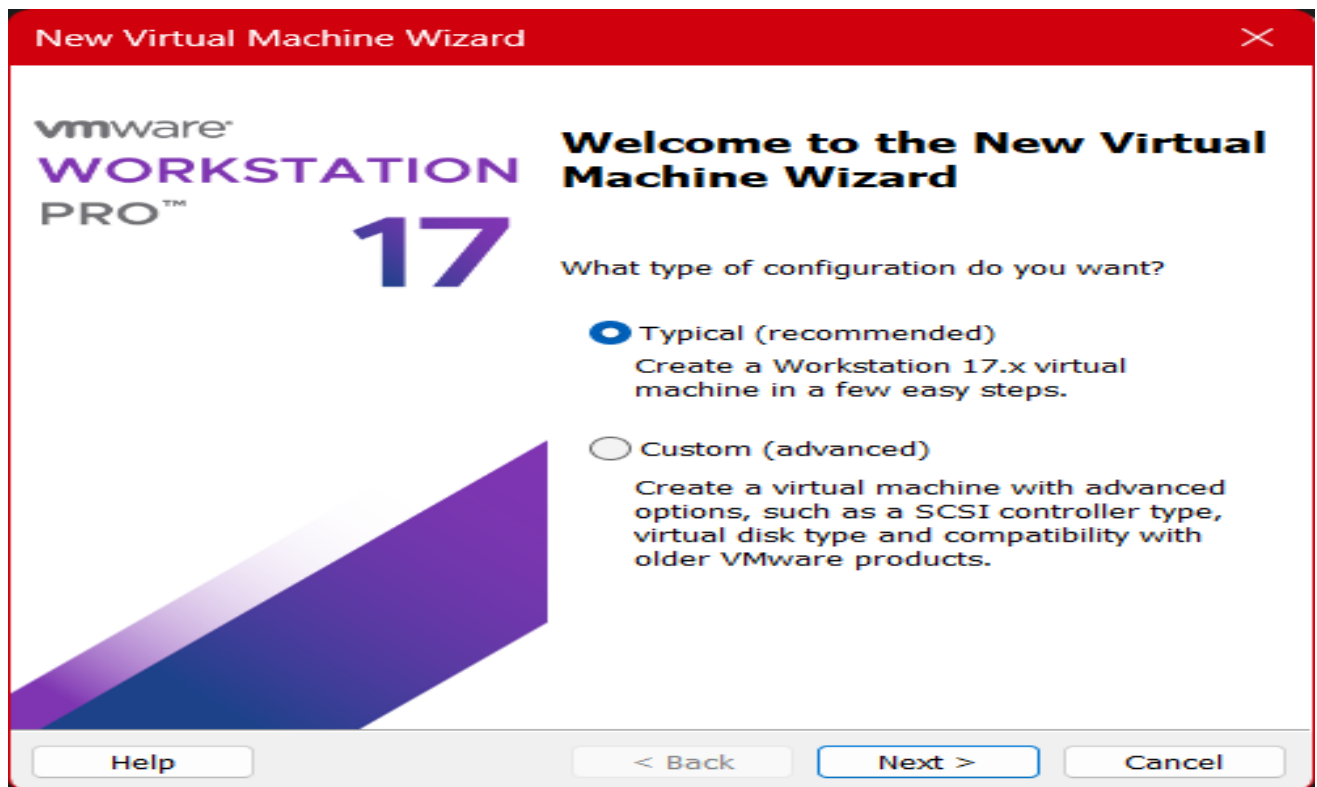 New Virtual Machine Wizard
vmware®
WORKSTATION
PRO™
17
Welcome to the New Virtual
Machine Wizard
What type of configuration do you want?
Typical (recommended)
Create a Workstation 17.x virtual
machine in a few easy steps.
Custom (advanced)
Create a virtual machine with advanced
options, such as a SCSI controller type,
virtual disk type and compatibility with
older VMware products.
Help
< Back
Next >
Cancel